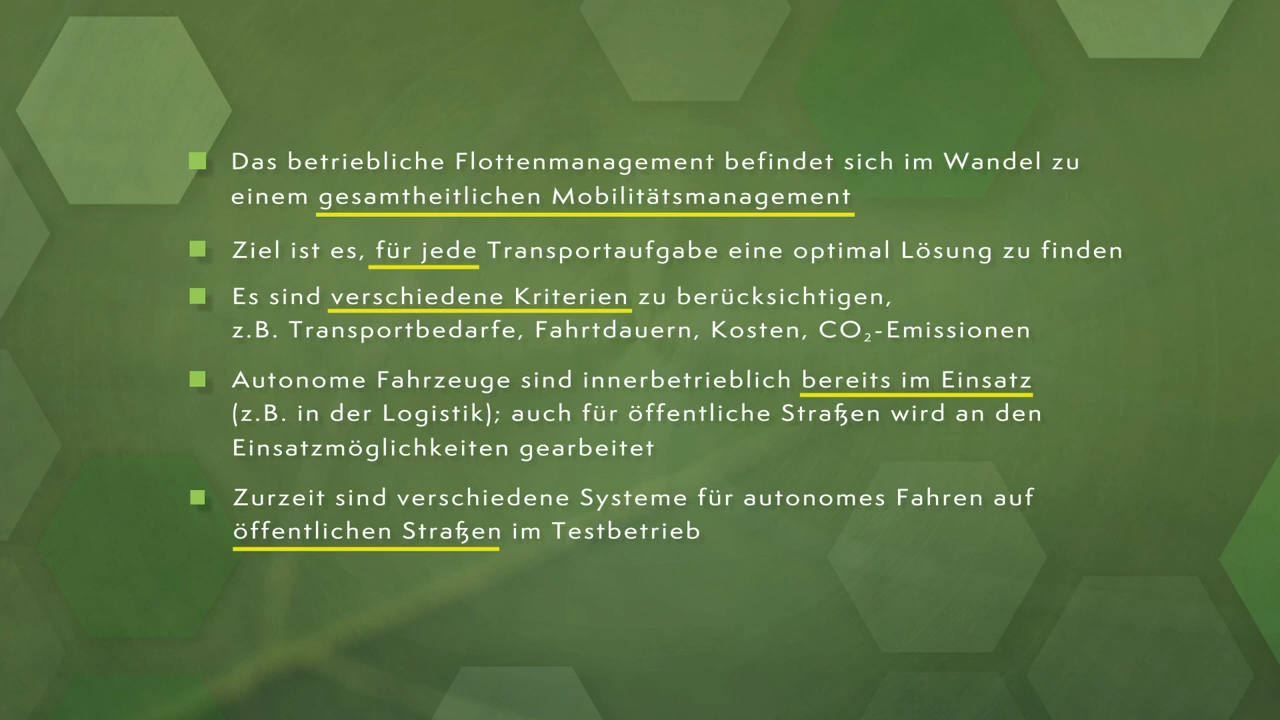 Das betriebliche Flottenmanagement befindet sich im Wandel zu
einem gesamtheitlichen Mobilitätsmanagement
Ziel ist es, für jede Transportaufgabe eine optimal Lösung zu finden
Es sind verschiedene Kriterien zu berücksichtigen,
z.B. Transportbedarfe, Fahrtdauern, Kosten, CO₂-Emissionen
Autonome Fahrzeuge sind innerbetrieblich bereits im Einsatz
(z.B. in der Logistik); auch für öffentliche Straßen wird an den
Einsatzmöglichkeiten gearbeitet
Zurzeit sind verschiedene Systeme für autonomes Fahren auf
öffentlichen Straßen im Testbetrieb